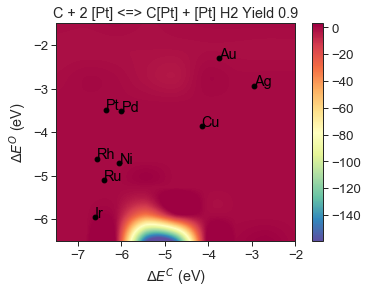 C + 2 [Pt] <=> C[Pt] + [Pt] H2 Yield 0.9
−2
−3
−4
−5
−6
ΔE^O (eV)
Au
Ag
Pt
Pd
Cu
Rh
Ni
Ru
Ir
−7
−6
−5
−4
−3
−2
ΔE^C (eV)
0
−20
−40
−60
−80
−100
−120
−140